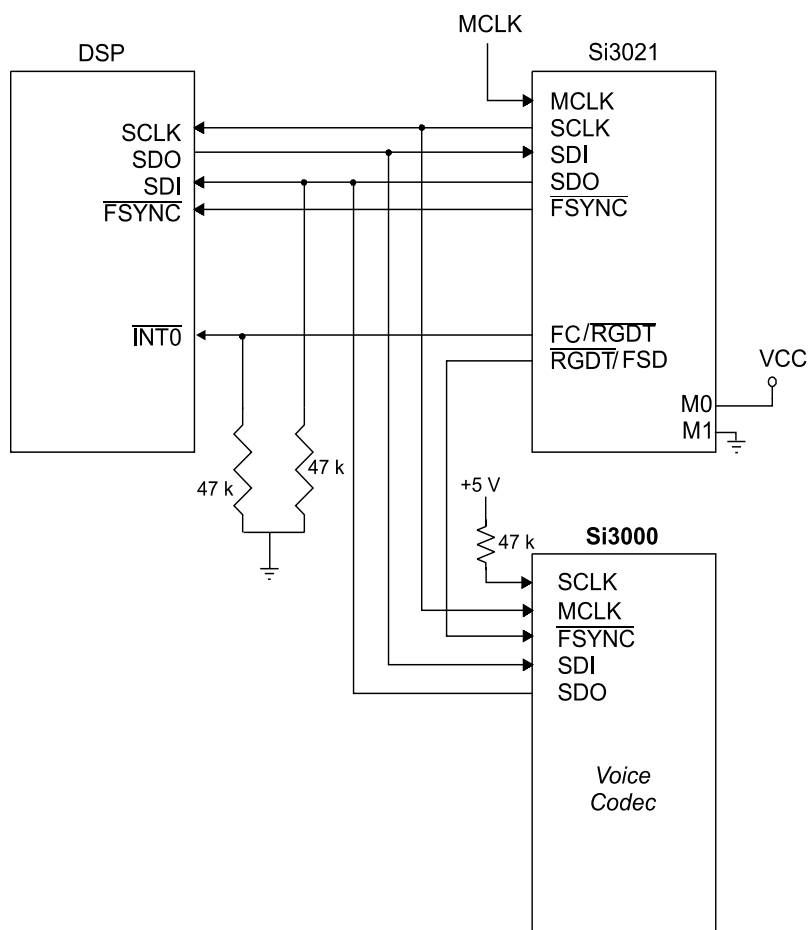 MCLK
DSP
Si3021
MCLK
SCLK
SDI
SDO
FSYNC
SCLK
SDO
SDI
FSYNC
INT0
FC/RGDT
RGDT/FSD
VCC
M0
M1
47 k
47 k
+5 V
47 k
Si3000
SCLK
MCLK
FSYNC
SDI
SDO
Voice
Codec